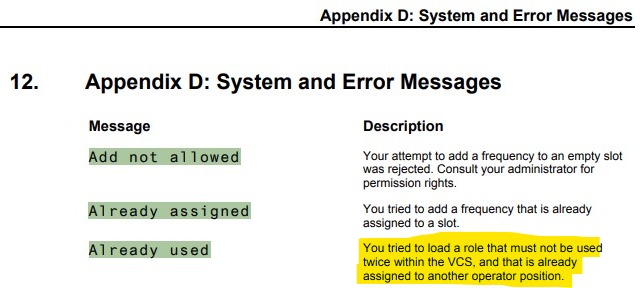 Appendix D: System and Error Messages
12. Appendix D: System and Error Messages
Message Description
Add not allowed Your attempt to add a frequency to an empty slot
was rejected. Consult your administrator for
permission rights.
Already assigned You tried to add a frequency that is already
assigned to a slot.
Already used You tried to load a role that must not be used
twice within the VCS, and that is already
assigned to another operator position.